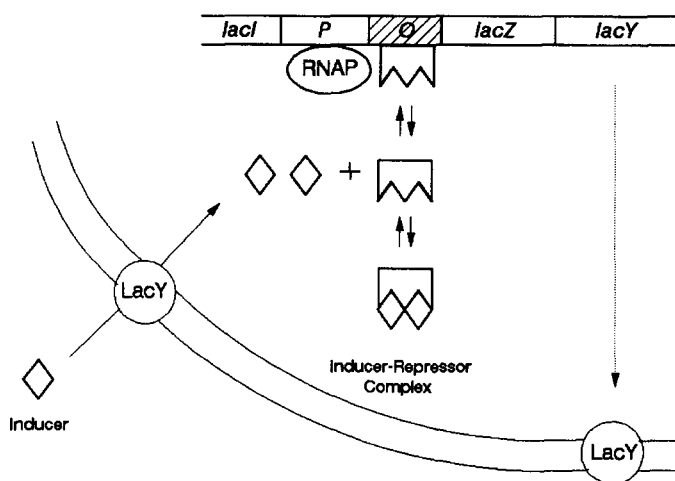 lacI P O lacZ lacY
RNAP
+
LacY
Inducer-Repressor
Complex
Inducer
LacY